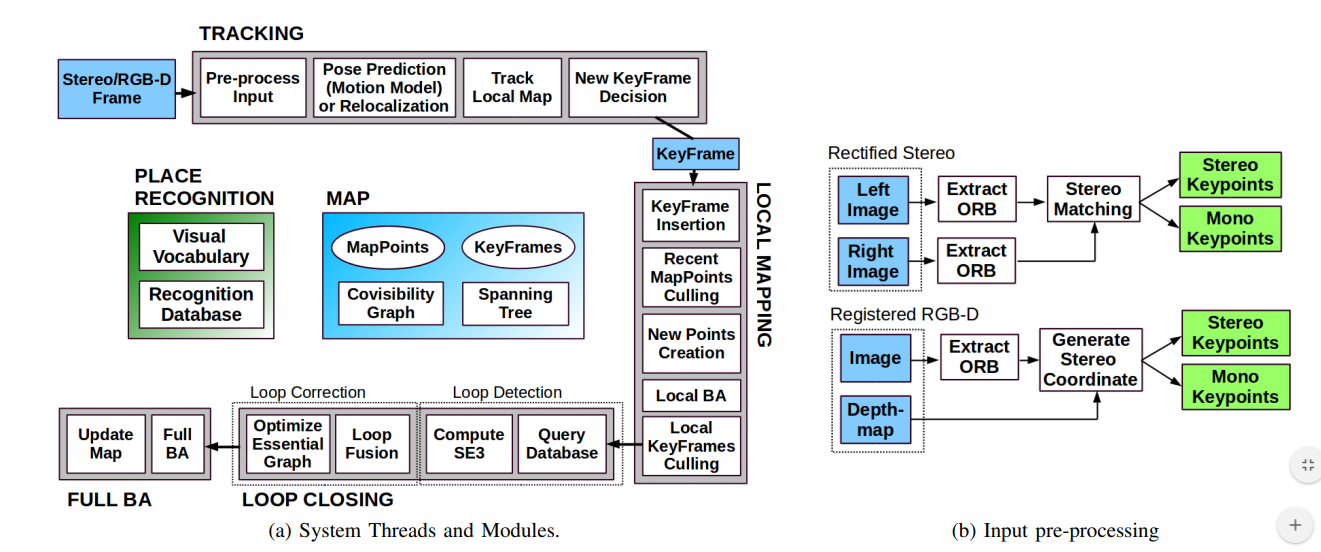 TRACKING
Stereo/RGB-D
Frame
Pre-process
Input
Pose Prediction
(Motion Model)
or Relocalization
Track
Local Map
New KeyFrame
Decision
KeyFrame
PLACE
RECOGNITION
Visual
Vocabulary
Recognition
Database
MAP
MapPoints
KeyFrames
Covisibility
Graph
Spanning
Tree
LOCAL MAPPING
KeyFrame
Insertion
Recent
MapPoints
Culling
New Points
Creation
Local BA
Local
KeyFrames
Culling
Loop Correction
Loop Detection
Update
Map
Full
BA
Optimize
Essential
Graph
Loop
Fusion
Compute
SE3
Query
Database
FULL BA
LOOP CLOSING
(a) System Threads and Modules.
Rectified Stereo
Left
Image
Extract
ORB
Stereo
Matching
Stereo
Keypoints
Mono
Keypoints
Right
Image
Extract
ORB
Registered RGB-D
Image
Extract
ORB
Generate
Stereo
Coordinate
Stereo
Keypoints
Mono
Keypoints
Depth-
map
(b) Input pre-processing